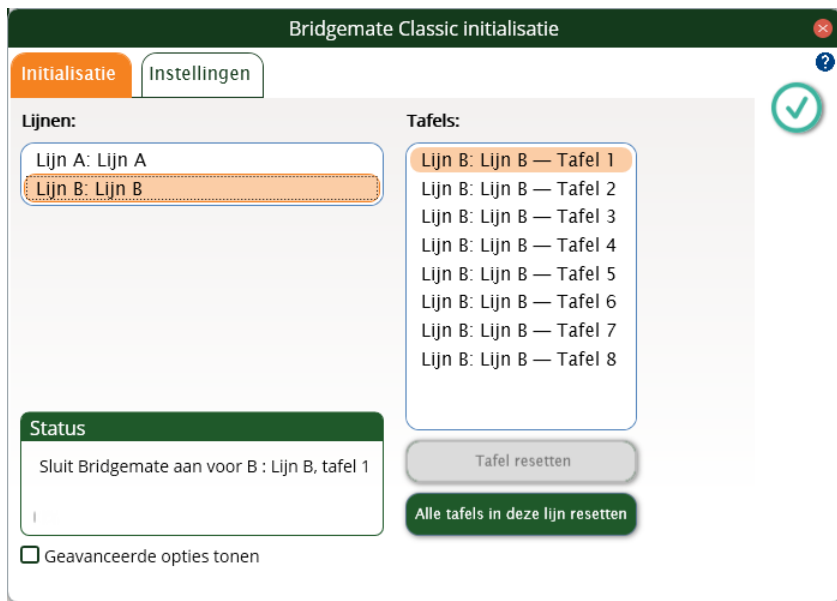 Bridgemate Classic initialisatie
Initialisatie
Instellingen
?
Lijnen:
Lijn A: Lijn A
Lijn B: Lijn B
Tafels:
Lijn B: Lijn B — Tafel 1
Lijn B: Lijn B — Tafel 2
Lijn B: Lijn B — Tafel 3
Lijn B: Lijn B — Tafel 4
Lijn B: Lijn B — Tafel 5
Lijn B: Lijn B — Tafel 6
Lijn B: Lijn B — Tafel 7
Lijn B: Lijn B — Tafel 8
Status
Sluit Bridgemate aan voor B : Lijn B, tafel 1
Tafel resetten
Alle tafels in deze lijn resetten
Geavanceerde opties tonen